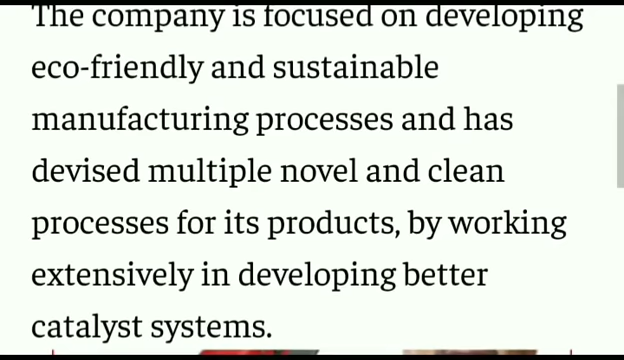 The company is focused on developing
eco-friendly and sustainable
manufacturing processes and has
devised multiple novel and clean
processes for its products, by working
extensively in developing better
catalyst systems.